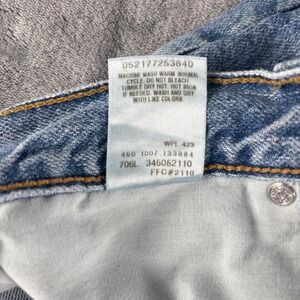 052177253840
MACHINE WASH WARM, NORMAL
CYCLE. DO NOT BLEACH.
TUMBLE DRY HOT. HOT IRON
IF NEEDED. WASH AND DRY
WITH LIKE COLORS
WPL 423
450 1007 133884
706L 345052110
FFC#2110